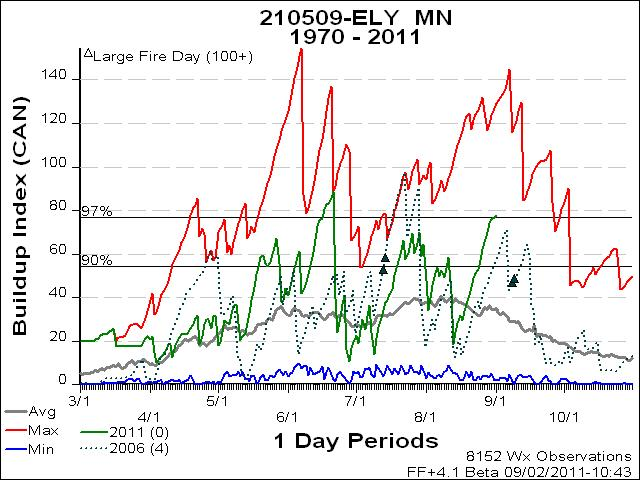 210509-ELY MN
1970 - 2011
Large Fire Day (100+)
Buildup Index (CAN)
140
120
100
80
97%
60
90%
40
20
0
3/1
4/1
5/1
6/1
7/1
8/1
9/1
10/1
1 Day Periods
Avg
Max
Min
2011 (0)
2006 (4)
8152 Wx Observations
FF+4.1 Beta 09/02/2011-10:43